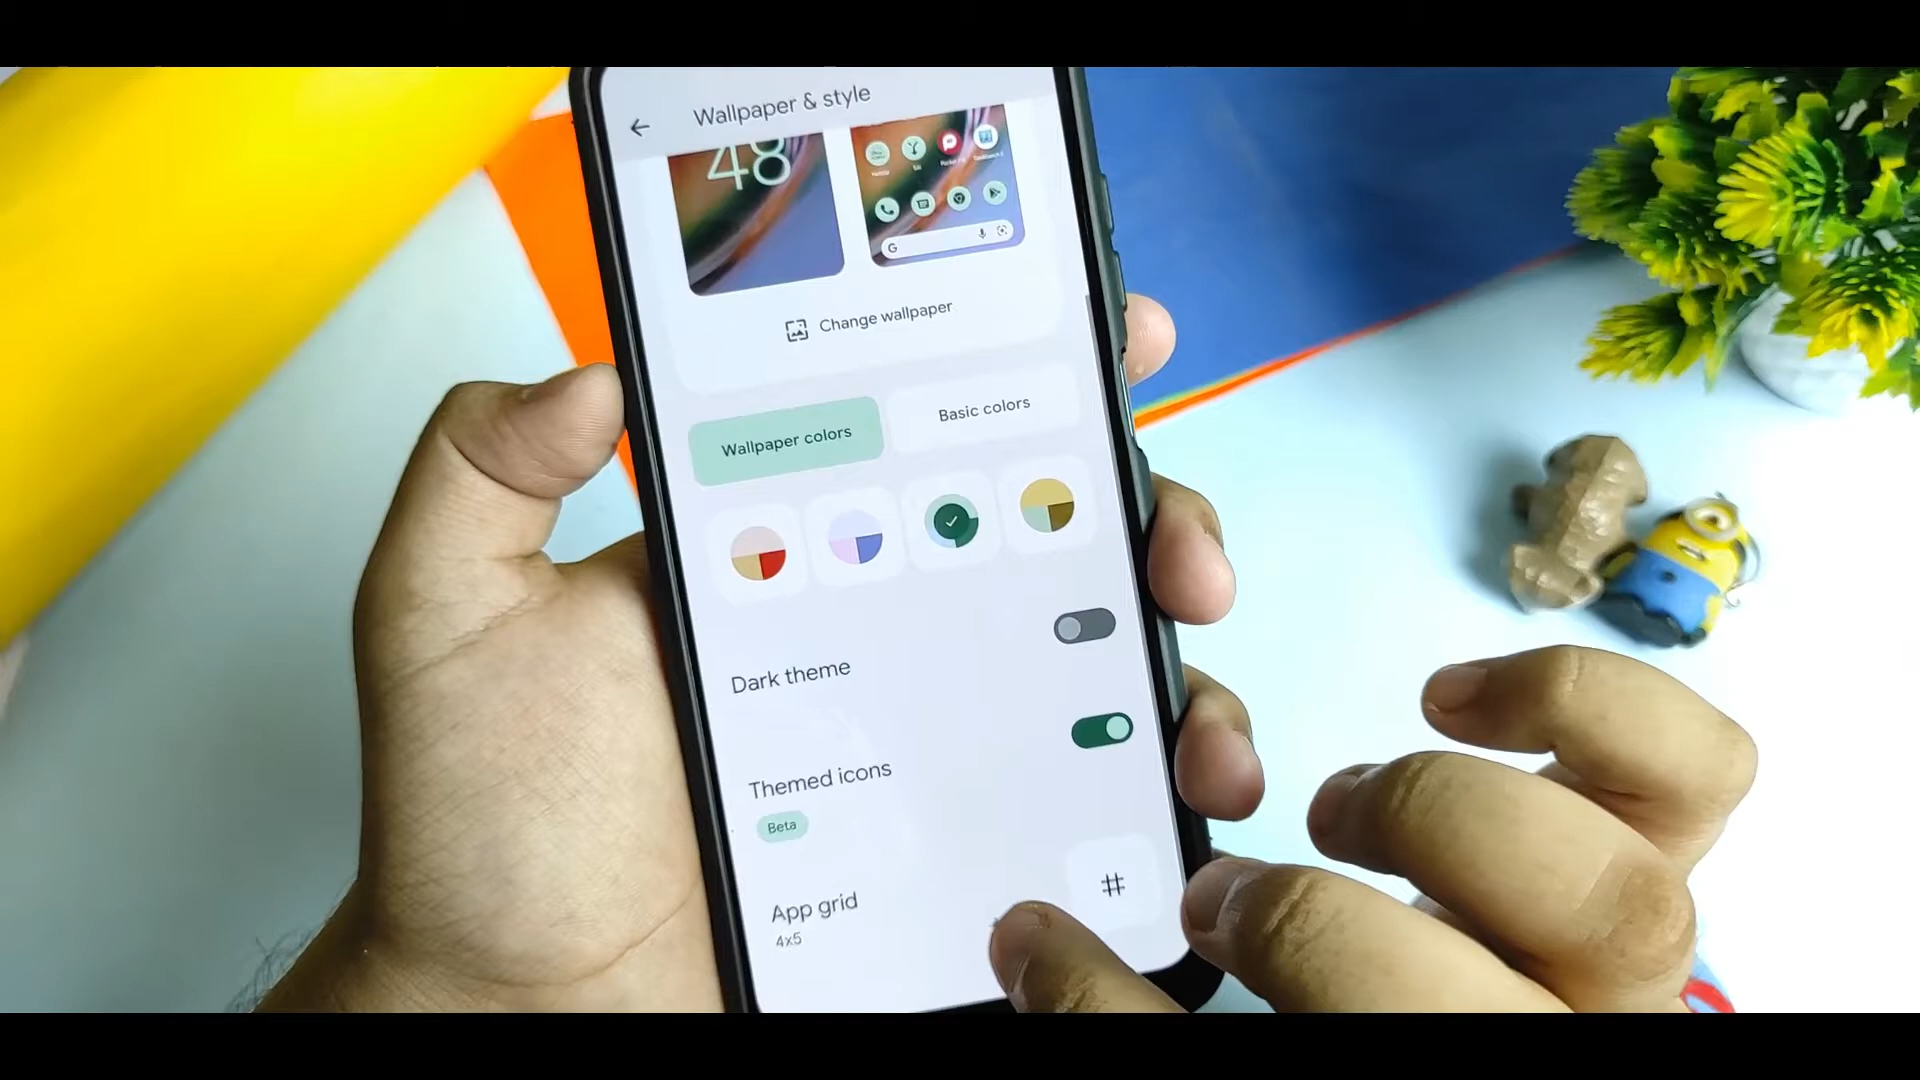 Wallpaper & style
48
G
Change wallpaper
Wallpaper colors
Basic colors
Dark theme
Themed icons
Beta
App grid
4x5